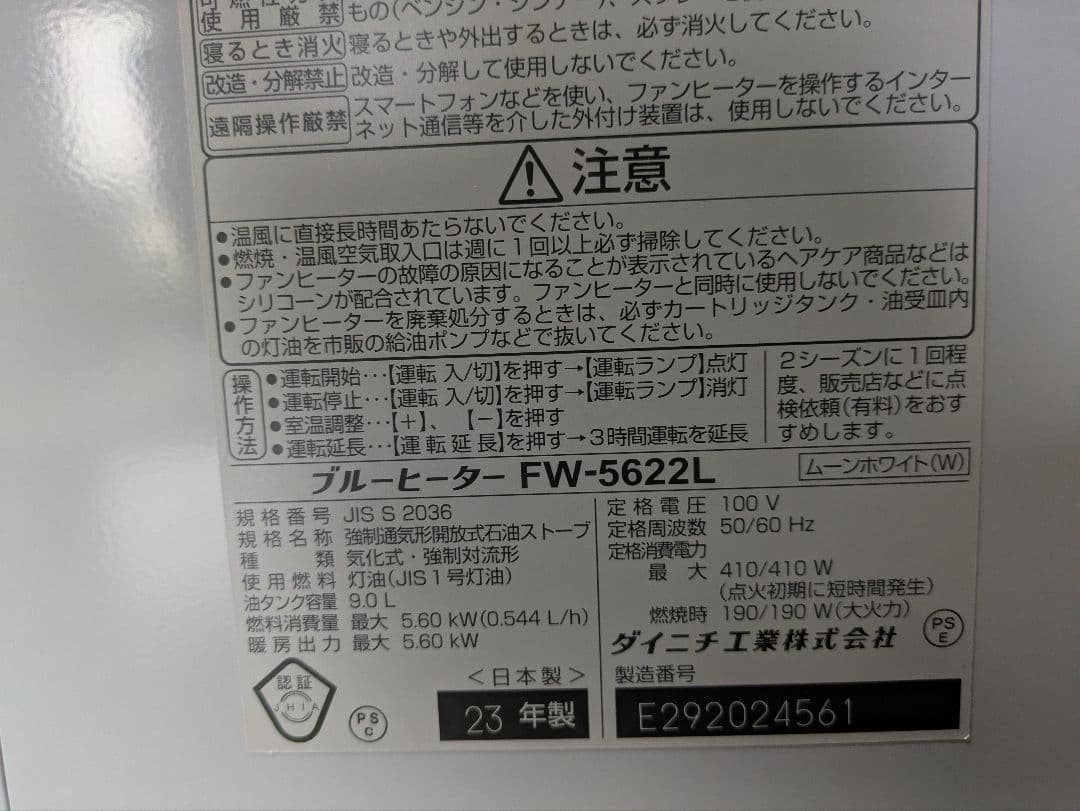 使用厳禁
もの(ベンジン・シンナー)、スプレー
寝るとき消火 寝るときや外出するときは、必ず消火してください。
改造・分解禁止 改造・分解して使用しないでください。
遠隔操作厳禁 スマートフォンなどを使い、ファンヒーターを操作するインター
ネット通信等を介した外付け装置は、使用しないでください。
注意
●温風に直接長時間あたらないでください。
●燃焼・温風空気取入口は週に1回以上必ず掃除してください。
●ファンヒーターの故障の原因になることが表示されているヘアケア商品などは
シリコーンが配合されています。ファンヒーターと同時に使用しないでください。
●ファンヒーターを廃棄処分するときは、必ずカートリッジタンク・油受皿内
の灯油を市販の給油ポンプなどで抜いてください。
操作方法
●運転開始…【運転 入/切】を押す→【運転ランプ】点灯
●運転停止…【運転 入/切】を押す→【運転ランプ】消灯
●室温調整…【+】、【-】を押す
●運転延長…【運転延長】を押す→3時間運転を延長
2シーズンに1回程
度、販売店などに点
検依頼(有料)をおす
すめします。
ブルーヒーター FW-5622L
ムーンホワイト(W)
規格番号 JIS S 2036
規格名称 強制通気形開放式石油ストーブ
種類 気化式・強制対流形
使用燃料 灯油(JIS1号灯油)
油タンク容量 9.0 L
燃料消費量 最大 5.60 kW(0.544 L/h)
暖房出力 最大 5.60 kW
定格電圧 100 V
定格周波数 50/60 Hz
定格消費電力
最大 410/410 W
(点火初期に短時間発生)
燃焼時 190/190 W(大火力)
ダイニチ工業株式会社
PS
E
認証
JHIA
PS
C
<日本製>
23 年製
製造番号
E292024561